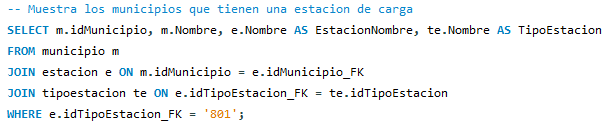 -- Muestra los municipios que tienen una estacion de carga
SELECT m.idMunicipio, m.Nombre, e.Nombre AS EstacionNombre, te.Nombre AS TipoEstacion
FROM municipio m
JOIN estacion e ON m.idMunicipio = e.idMunicipio_FK
JOIN tipoestacion te ON e.idTipoEstacion_FK = te.idTipoEstacion
WHERE e.idTipoEstacion_FK = '801';